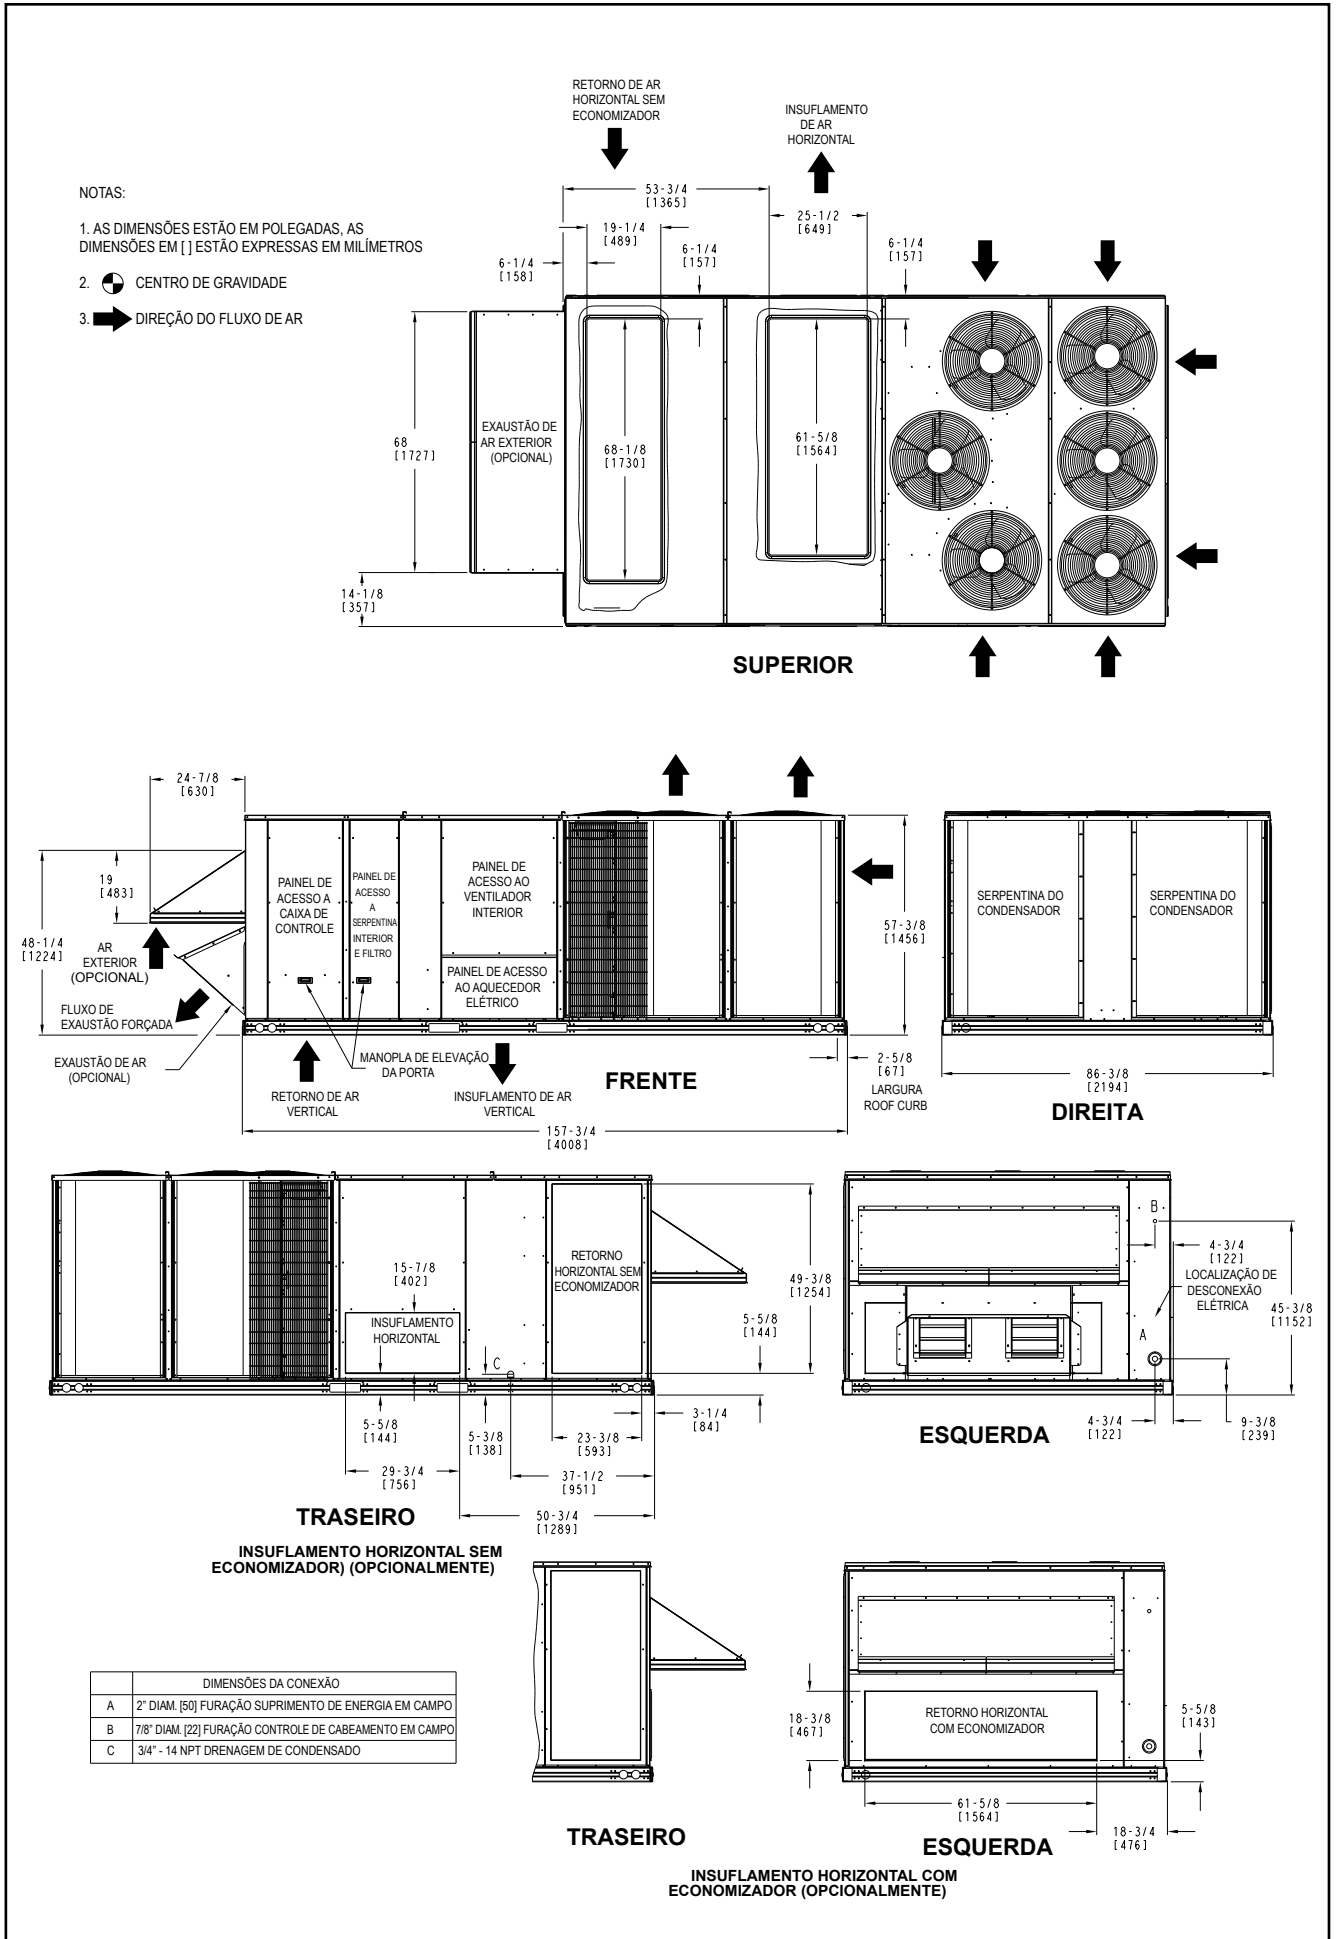 RETORNO DE AR
HORIZONTAL SEM
ECONOMIZADOR
INSUFLAMENTO
DE AR
HORIZONTAL
NOTAS:
1. AS DIMENSÕES ESTÃO EM POLEGADAS, AS
DIMENSÕES EM [ ] ESTÃO EXPRESSAS EM MILÍMETROS
2. CENTRO DE GRAVIDADE
3. DIREÇÃO DO FLUXO DE AR
53-3/4
[1365]
19-1/4
[489]
25-1/2
[649]
6-1/4
[158]
6-1/4
[157]
6-1/4
[157]
68
[1727]
EXAUSTÃO DE
AR EXTERIOR
(OPCIONAL)
68-1/8
[1730]
61-5/8
[1564]
14-1/8
[357]
SUPERIOR
24-7/8
[630]
19
[483]
48-1/4
[1224]
AR
EXTERIOR
(OPCIONAL)
FLUXO DE
EXAUSTÃO FORÇADA
EXAUSTÃO DE AR
(OPCIONAL)
PAINEL DE
ACESSO A
CAIXA DE
CONTROLE
PAINEL DE
ACESSO
A
SERPENTINA
INTERIOR
E FILTRO
PAINEL DE
ACESSO AO
VENTILADOR
INTERIOR
PAINEL DE ACESSO
AO AQUECEDOR
ELÉTRICO
57-3/8
[1456]
SERPENTINA DO
CONDENSADOR
SERPENTINA DO
CONDENSADOR
MANOPLA DE ELEVAÇÃO
DA PORTA
RETORNO DE AR
VERTICAL
INSUFLAMENTO DE AR
VERTICAL
FRENTE
2-5/8
[67]
LARGURA
ROOF CURB
86-3/8
[2194]
DIREITA
157-3/4
[4008]
15-7/8
[402]
INSUFLAMENTO
HORIZONTAL
C
RETORNO
HORIZONTAL SEM
ECONOMIZADOR
49-3/8
[1254]
5-5/8
[144]
5-5/8
[144]
5-3/8
[138]
23-3/8
[593]
3-1/4
[84]
29-3/4
[756]
37-1/2
[951]
50-3/4
[1289]
TRASEIRO
INSUFLAMENTO HORIZONTAL SEM
ECONOMIZADOR) (OPCIONALMENTE)
B
4-3/4
[122]
LOCALIZAÇÃO DE
DESCONEXÃO
ELÉTRICA
45-3/8
[1152]
A
4-3/4
[122]
9-3/8
[239]
ESQUERDA
DIMENSÕES DA CONEXÃO
A 2” DIAM. [50] FURAÇÃO SUPRIMENTO DE ENERGIA EM CAMPO
B 7/8” DIAM. [22] FURAÇÃO CONTROLE DE CABEAMENTO EM CAMPO
C 3/4” - 14 NPT DRENAGEM DE CONDENSADO
TRASEIRO
18-3/8
[467]
RETORNO HORIZONTAL
COM ECONOMIZADOR
5-5/8
[143]
61-5/8
[1564]
18-3/4
[476]
ESQUERDA
INSUFLAMENTO HORIZONTAL COM
ECONOMIZADOR (OPCIONALMENTE)